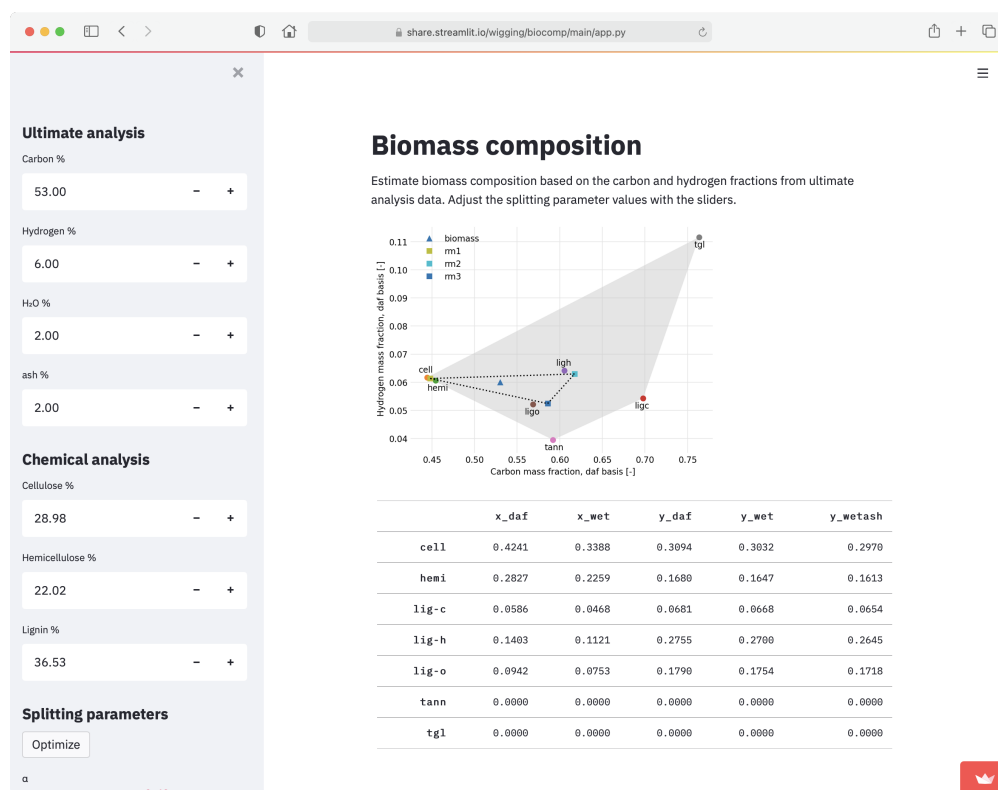 share.streamlit.io/wigging/biocomp/main/app.py
Ultimate analysis
Carbon %
53.00 − +
Hydrogen %
6.00 − +
H₂O %
2.00 − +
ash %
2.00 − +
Chemical analysis
Cellulose %
28.98 − +
Hemicellulose %
22.02 − +
Lignin %
36.53 − +
Splitting parameters
Optimize
α
Biomass composition
Estimate biomass composition based on the carbon and hydrogen fractions from ultimate
analysis data. Adjust the splitting parameter values with the sliders.
biomass
rm1
rm2
rm3
0.11
0.10
0.09
0.08
0.07
0.06
0.05
0.04
Hydrogen mass fraction, daf basis [-]
tgl
cell
hemi
ligh
ligo
ligc
tann
0.45 0.50 0.55 0.60 0.65 0.70 0.75
Carbon mass fraction, daf basis [-]
x_daf x_wet y_daf y_wet y_wetash
cell 0.4241 0.3388 0.3094 0.3032 0.2970
hemi 0.2827 0.2259 0.1680 0.1647 0.1613
lig-c 0.0586 0.0468 0.0681 0.0668 0.0654
lig-h 0.1403 0.1121 0.2755 0.2700 0.2645
lig-o 0.0942 0.0753 0.1790 0.1754 0.1718
tann 0.0000 0.0000 0.0000 0.0000 0.0000
tgl 0.0000 0.0000 0.0000 0.0000 0.0000